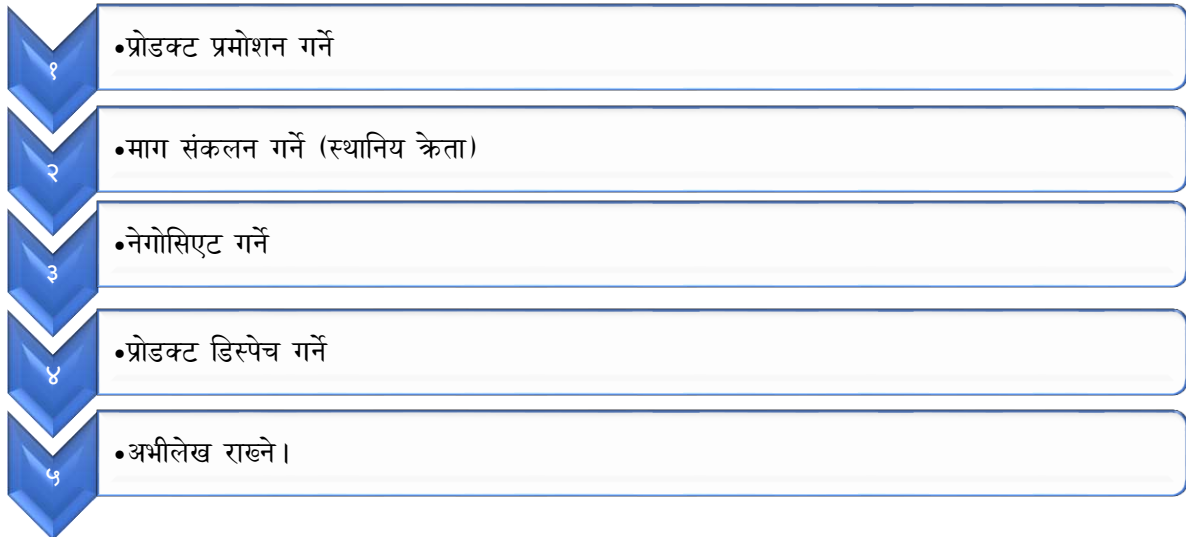 १
•प्रोडक्ट प्रमोशन गर्ने
२
•माग संकलन गर्ने (स्थानिय क्रेता)
३
•नेगोसिएट गर्ने
४
•प्रोडक्ट डिस्पेच गर्ने
५
•अभीलेख राख्ने।